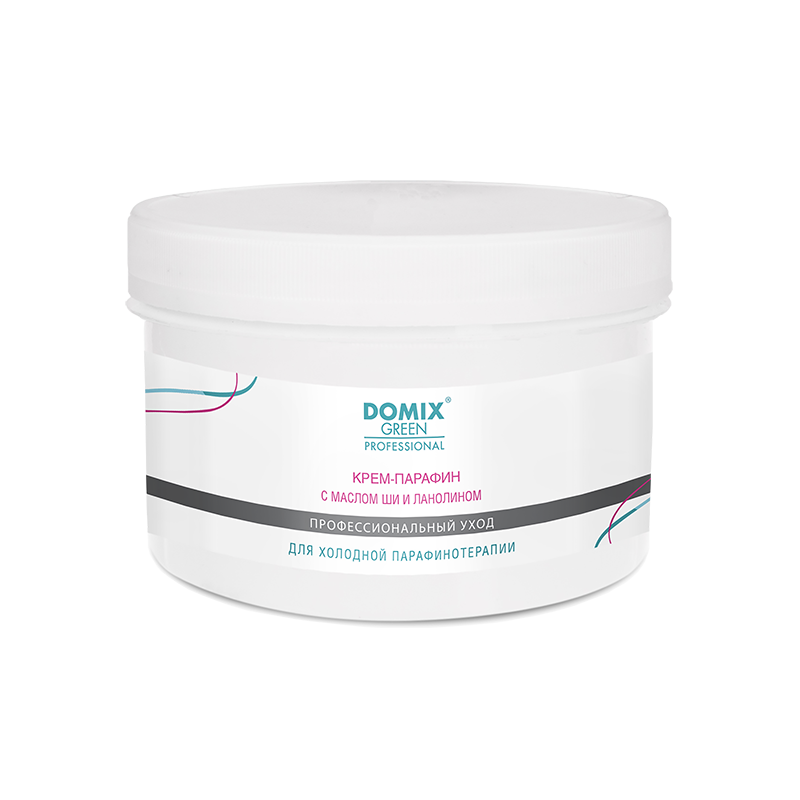 DOMIX®
GREEN
PROFESSIONAL
КРЕМ-ПАРАФИН
С МАСЛОМ ШИ И ЛАНОЛИНОМ
ПРОФЕССИОНАЛЬНЫЙ УХОД
ДЛЯ ХОЛОДНОЙ ПАРАФИНОТЕРАПИИ